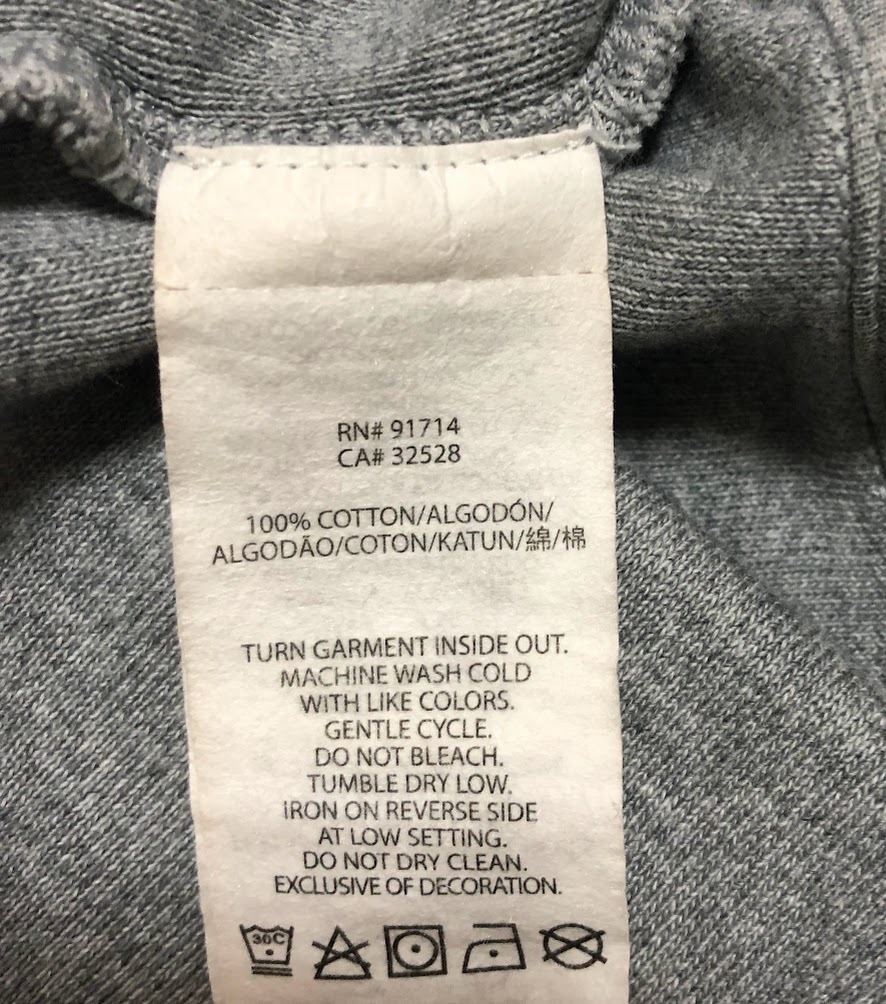 RN# 91714
CA# 32528
100% COTTON/ALGODÓN/
ALGODÃO/COTON/KATUN/綿/棉
TURN GARMENT INSIDE OUT.
MACHINE WASH COLD
WITH LIKE COLORS.
GENTLE CYCLE.
DO NOT BLEACH.
TUMBLE DRY LOW.
IRON ON REVERSE SIDE
AT LOW SETTING.
DO NOT DRY CLEAN.
EXCLUSIVE OF DECORATION.
30C